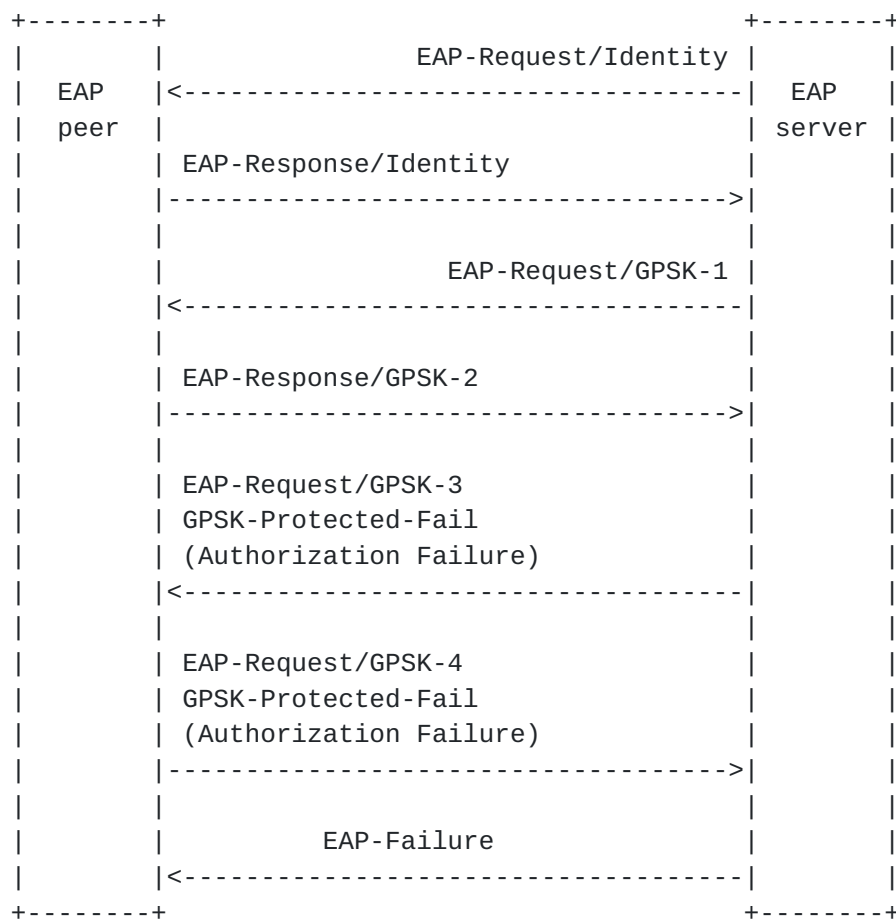 +--------+                                     +--------+
|        |                EAP-Request/Identity |        |
|  EAP   |<------------------------------------|  EAP   |
|  peer  |                                     | server |
|        | EAP-Response/Identity               |        |
|        |------------------------------------>|        |
|        |                                     |        |
|        |                  EAP-Request/GPSK-1 |        |
|        |<------------------------------------|        |
|        |                                     |        |
|        | EAP-Response/GPSK-2                 |        |
|        |------------------------------------>|        |
|        |                                     |        |
|        | EAP-Request/GPSK-3                  |        |
|        | GPSK-Protected-Fail                 |        |
|        | (Authorization Failure)             |        |
|        |<------------------------------------|        |
|        |                                     |        |
|        | EAP-Request/GPSK-4                  |        |
|        | GPSK-Protected-Fail                 |        |
|        | (Authorization Failure)             |        |
|        |------------------------------------>|        |
|        |                                     |        |
|        |          EAP-Failure                |        |
|        |<------------------------------------|        |
+--------+                                     +--------+